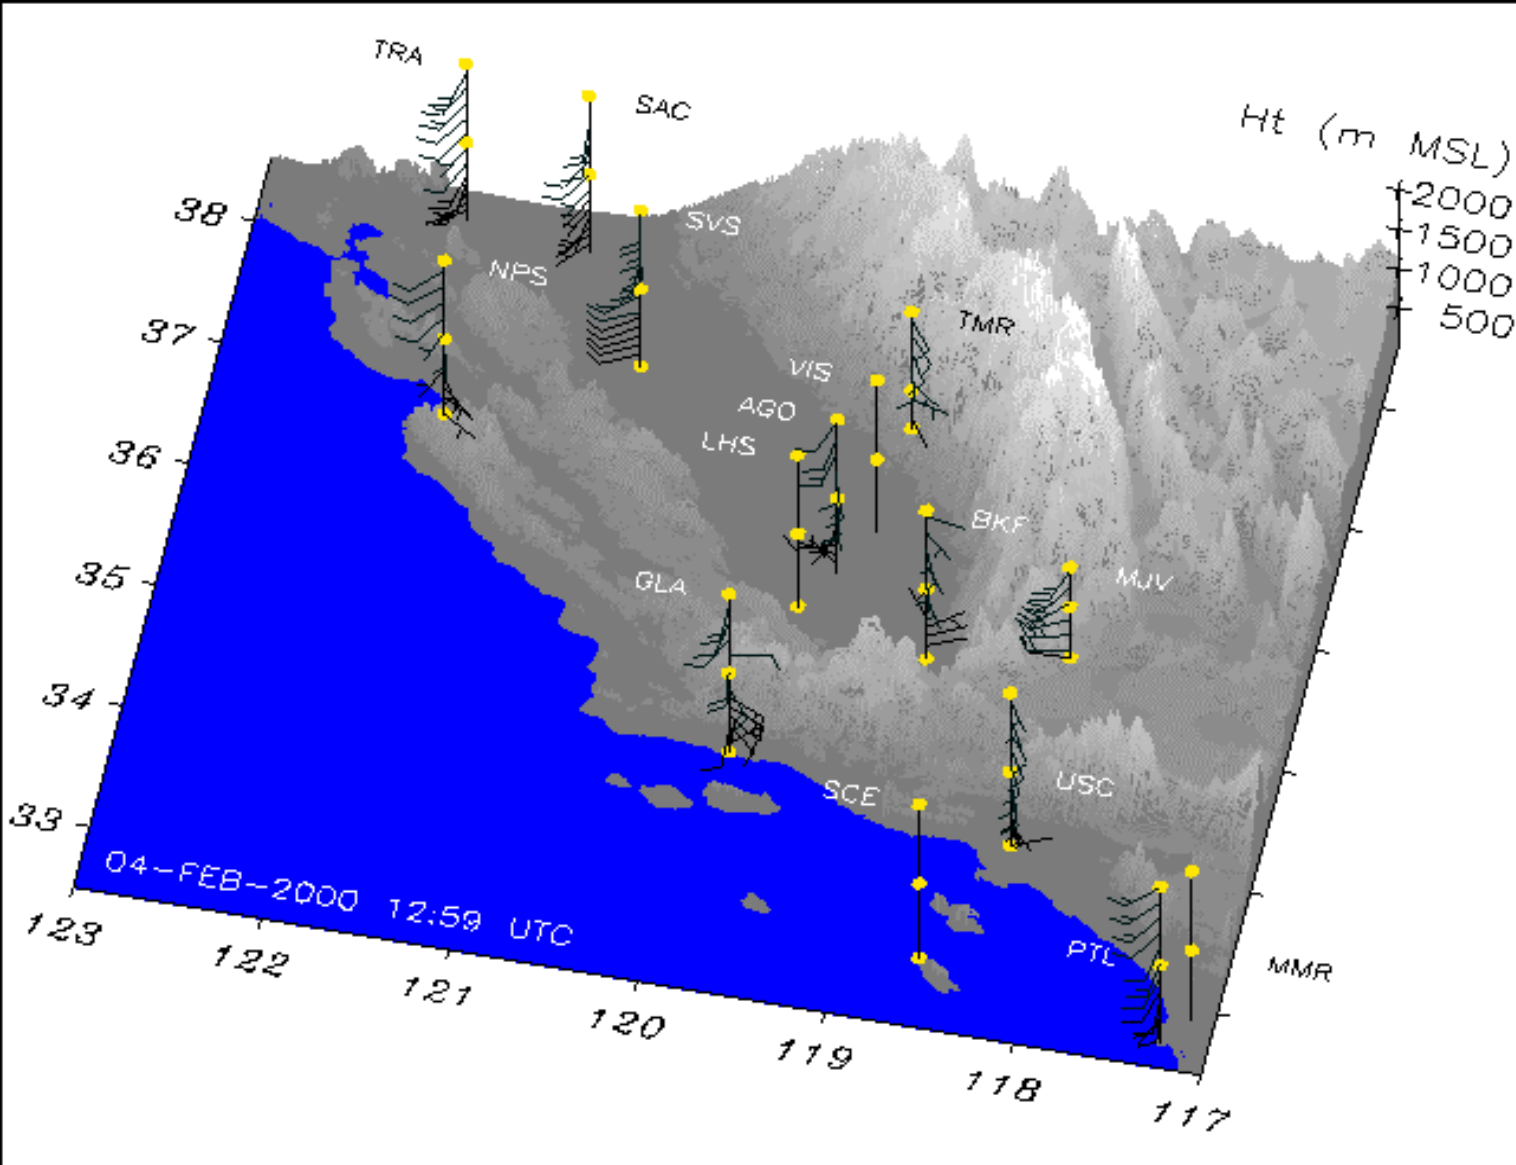 TRA
SAC
Ht (m MSL)
2000
1500
1000
500
38
SVS
NPS
37
TMR
VIS
AGO
36
LHS
BKF
35
GLA
MJV
34
USC
SCE
33
04-FEB-2000 12:59 UTC
PTL
MMR
123
122
121
120
119
118
117